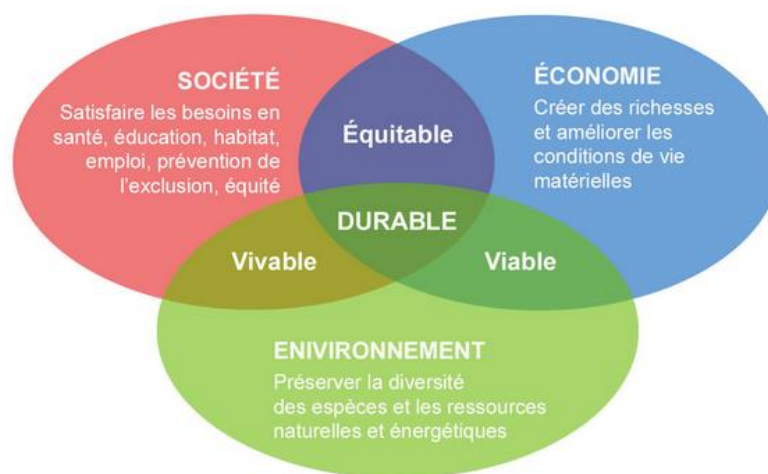 SOCIÉTÉ
Satisfaire les besoins en
santé, éducation, habitat,
emploi, prévention de
l'exclusion, équité
Équitable
ÉCONOMIE
Créer des richesses
et améliorer les
conditions de vie
matérielles
DURABLE
Vivable
Viable
ENIVIRONNEMENT
Préserver la diversité
des espèces et les ressources
naturelles et énergétiques